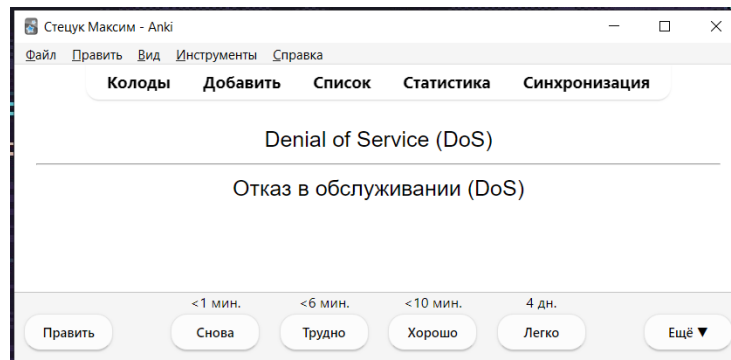 Стецук Максим - Anki
Файл Править Вид Инструменты Справка
Колоды Добавить Список Статистика Синхронизация
Denial of Service (DoS)
Отказ в обслуживании (DoS)
<1 мин. <6 мин. <10 мин. 4 дн.
Править Снова Трудно Хорошо Легко Ещё ▼